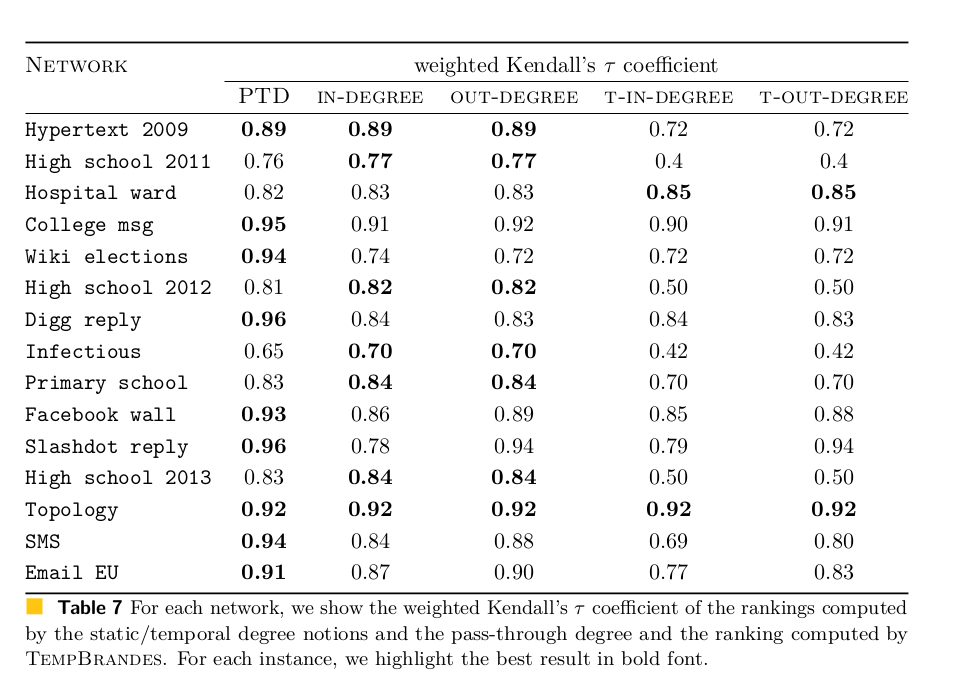 NETWORK weighted Kendall's τ coefficient
PTD IN-DEGREE OUT-DEGREE T-IN-DEGREE T-OUT-DEGREE
Hypertext 2009 0.89 0.89 0.89 0.72 0.72
High school 2011 0.76 0.77 0.77 0.4 0.4
Hospital ward 0.82 0.83 0.83 0.85 0.85
College msg 0.95 0.91 0.92 0.90 0.91
Wiki elections 0.94 0.74 0.72 0.72 0.72
High school 2012 0.81 0.82 0.82 0.50 0.50
Digg reply 0.96 0.84 0.83 0.84 0.83
Infectious 0.65 0.70 0.70 0.42 0.42
Primary school 0.83 0.84 0.84 0.70 0.70
Facebook wall 0.93 0.86 0.89 0.85 0.88
Slashdot reply 0.96 0.78 0.94 0.79 0.94
High school 2013 0.83 0.84 0.84 0.50 0.50
Topology 0.92 0.92 0.92 0.92 0.92
SMS 0.94 0.84 0.88 0.69 0.80
Email EU 0.91 0.87 0.90 0.77 0.83
Table 7 For each network, we show the weighted Kendall's τ coefficient of the rankings computed
by the static/temporal degree notions and the pass-through degree and the ranking computed by
TEMPBRANDES. For each instance, we highlight the best result in bold font.